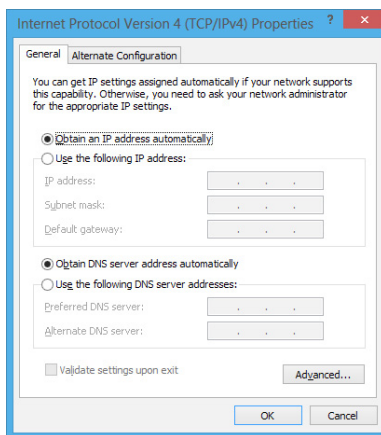 Internet Protocol Version 4 (TCP/IPv4) Properties ? ×
General Alternate Configuration
You can get IP settings assigned automatically if your network supports
this capability. Otherwise, you need to ask your network administrator
for the appropriate IP settings.
Obtain an IP address automatically
Use the following IP address:
IP address: . . .
Subnet mask: . . .
Default gateway: . . .
Obtain DNS server address automatically
Use the following DNS server addresses:
Preferred DNS server: . . .
Alternate DNS server: . . .
Validate settings upon exit
Advanced...
OK Cancel